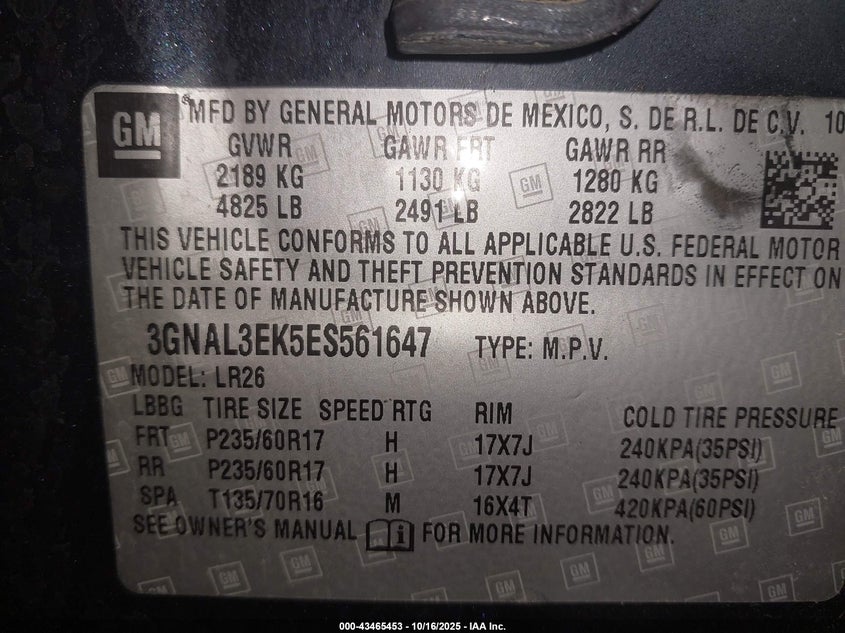 GM
®MFD BY GENERAL MOTORS DE MEXICO, S. DE R.L. DE C.V. 10
GVWR GAWR FRT GAWR RR
2189 KG 1130 KG 1280 KG
4825 LB 2491 LB 2822 LB
THIS VEHICLE CONFORMS TO ALL APPLICABLE U.S. FEDERAL MOTOR
VEHICLE SAFETY AND THEFT PREVENTION STANDARDS IN EFFECT ON
THE DATE OF MANUFACTURE SHOWN ABOVE.
3GNAL3EK5ES561647 TYPE: M.P.V.
MODEL: LR26
LBBG TIRE SIZE SPEED RTG RIM COLD TIRE PRESSURE
FRT P235/60R17 H 17X7J 240KPA(35PSI)
RR P235/60R17 H 17X7J 240KPA(35PSI)
SPA T135/70R16 M 16X4T 420KPA(60PSI)
SEE OWNER'S MANUAL i FOR MORE INFORMATION.
000-43465453 - 10/16/2025 - IAA Inc.